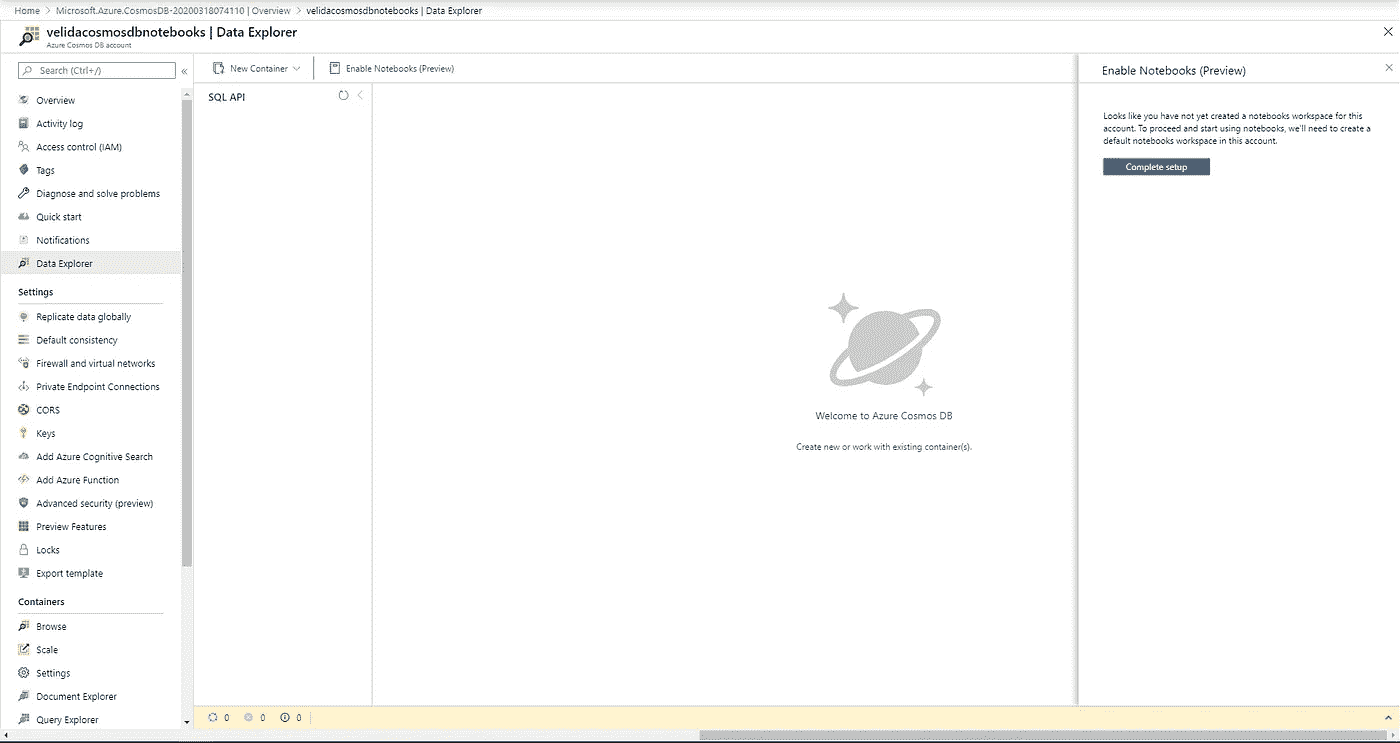 Home > Microsoft.Azure.CosmosDB-20200318074110 | Overview > velidacosmosdbnotebooks | Data Explorer
velidacosmosdbnotebooks | Data Explorer
Azure Cosmos DB account
Search (Ctrl+/)
Overview
Activity log
Access control (IAM)
Tags
Diagnose and solve problems
Quick start
Notifications
Data Explorer
Settings
Replicate data globally
Default consistency
Firewall and virtual networks
Private Endpoint Connections
CORS
Keys
Add Azure Cognitive Search
Add Azure Function
Advanced security (preview)
Preview Features
Locks
Export template
Containers
Browse
Scale
Settings
Document Explorer
Query Explorer
New Container
Enable Notebooks (Preview)
SQL API
Welcome to Azure Cosmos DB
Create new or work with existing container(s).
0 0 0
Enable Notebooks (Preview)
Looks like you have not yet created a notebooks workspace for this
account. To proceed and start using notebooks, we'll need to create a
default notebooks workspace in this account.
Complete setup